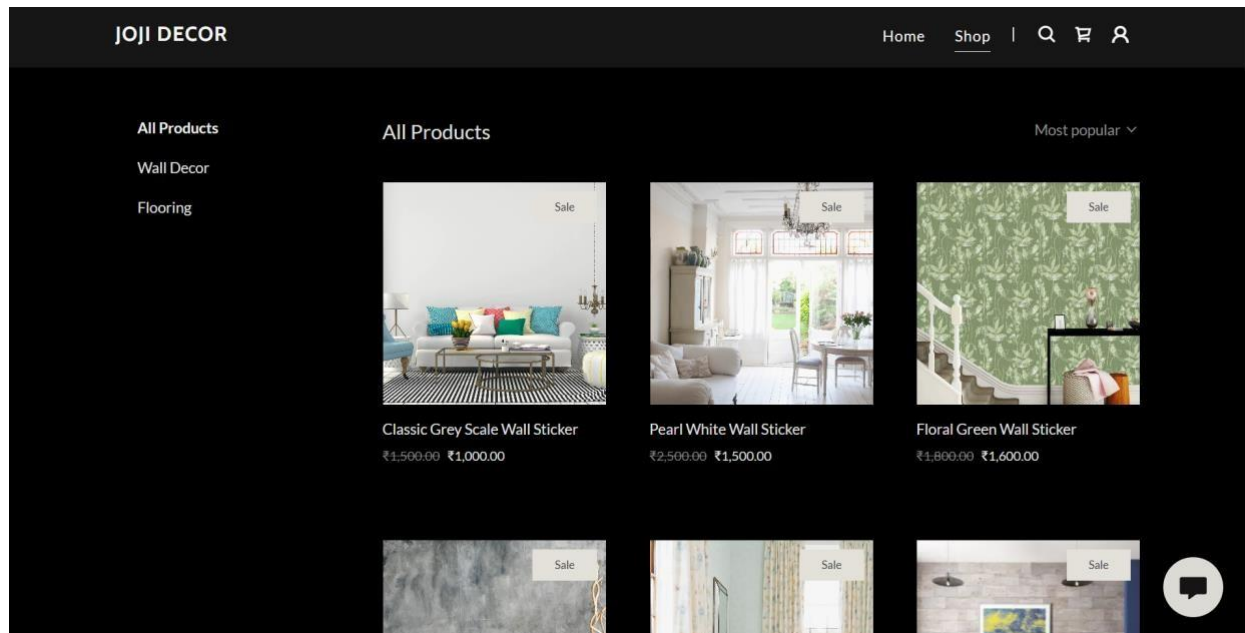 JOJI DECOR
Home Shop |
All Products
Wall Decor
Flooring
All Products
Most popular
Sale
Sale
Sale
Classic Grey Scale Wall Sticker
₹1,500.00 ₹1,000.00
Pearl White Wall Sticker
₹2,500.00 ₹1,500.00
Floral Green Wall Sticker
₹1,800.00 ₹1,600.00
Sale
Sale
Sale